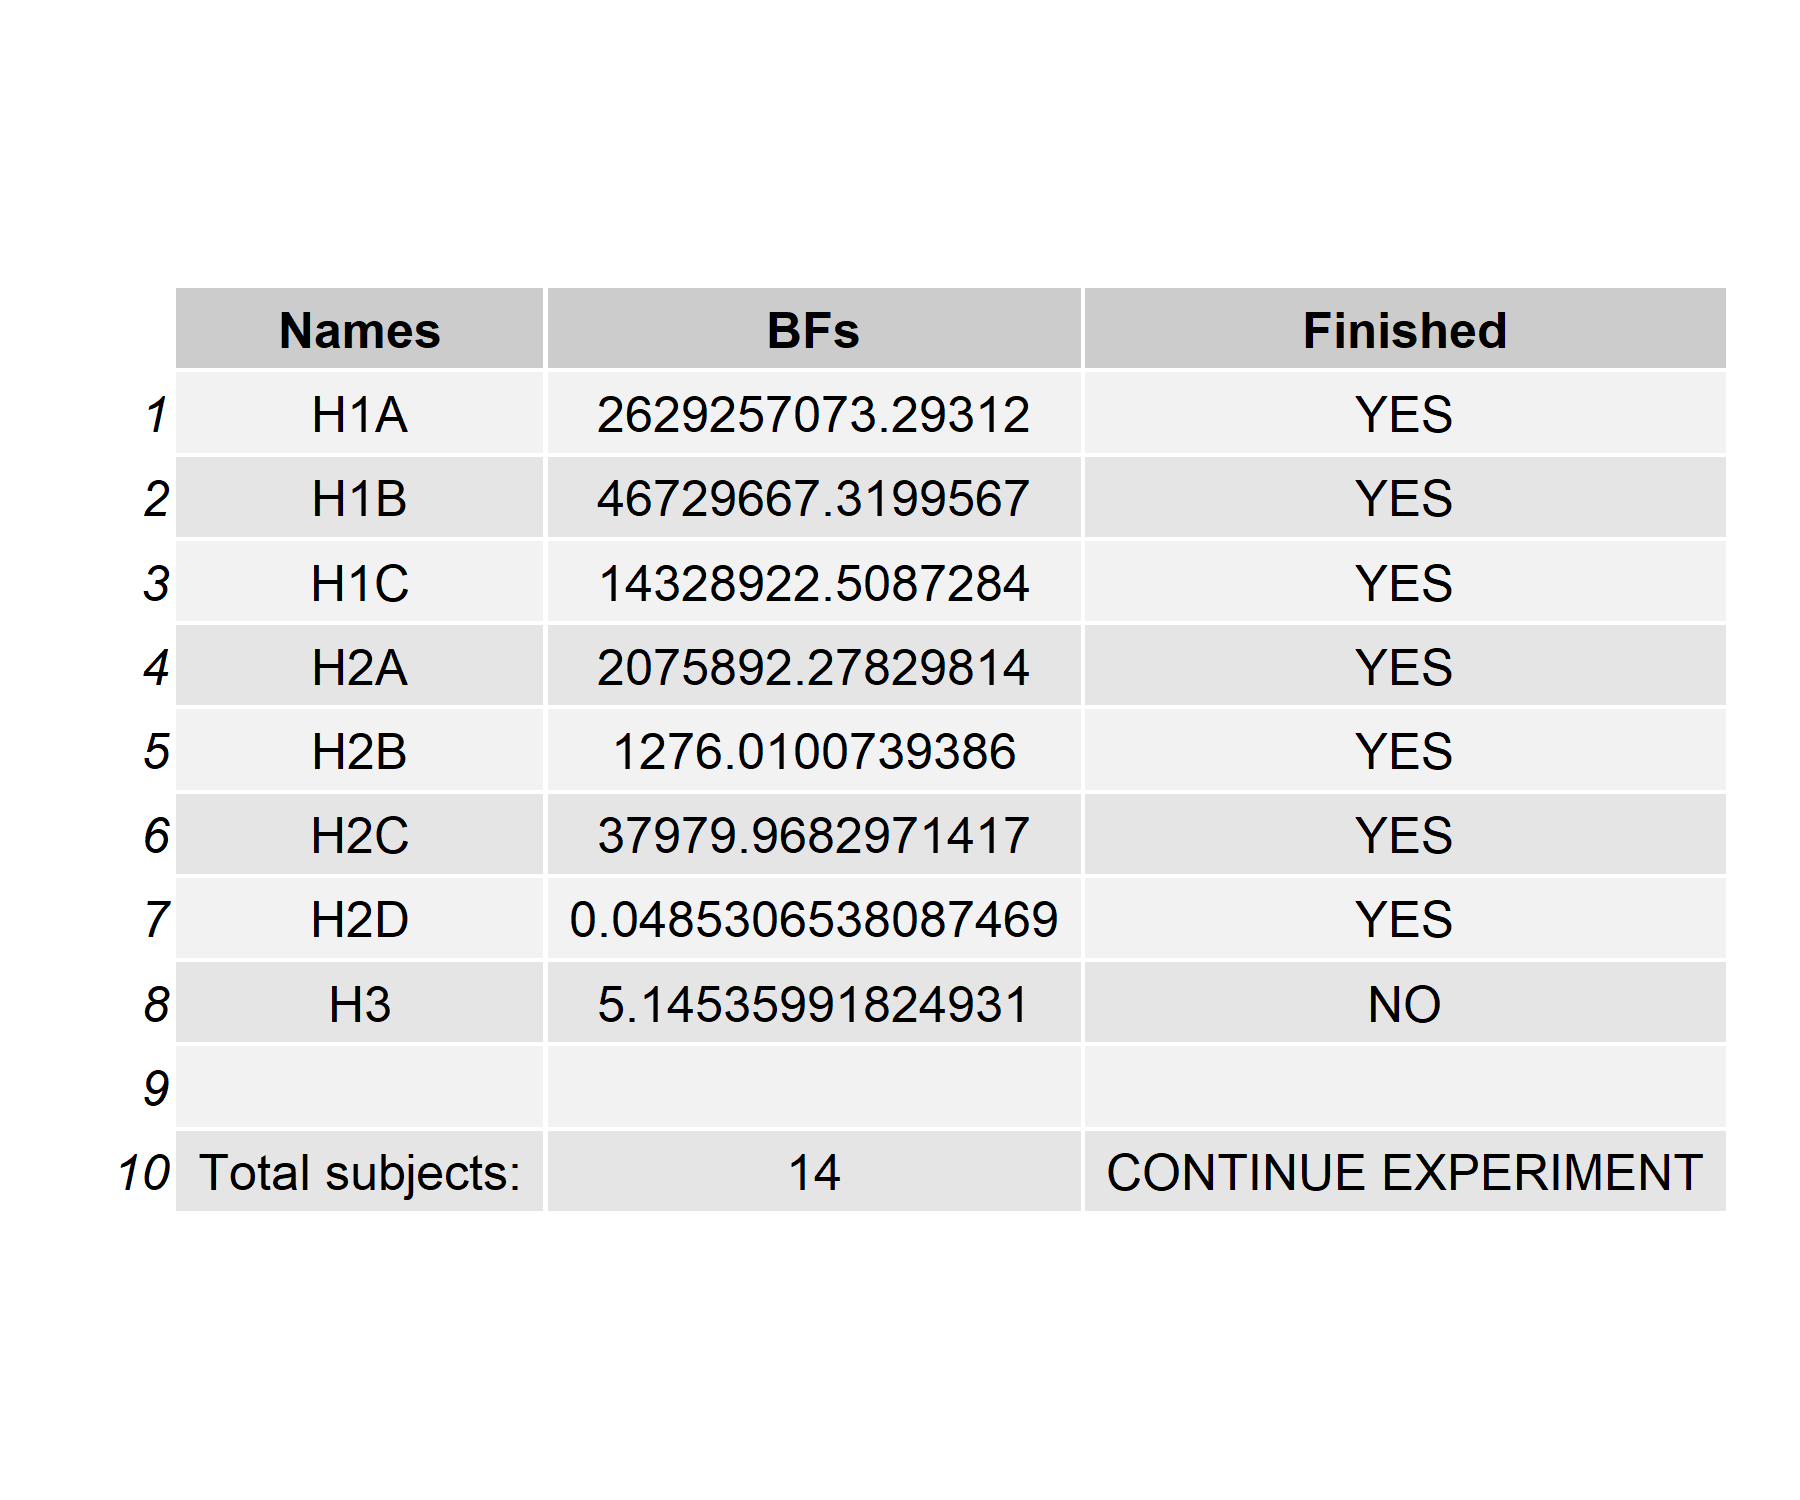 Names BFs Finished
1 H1A 2629257073.29312 YES
2 H1B 46729667.3199567 YES
3 H1C 14328922.5087284 YES
4 H2A 2075892.27829814 YES
5 H2B 1276.0100739386 YES
6 H2C 37979.9682971417 YES
7 H2D 0.0485306538087469 YES
8 H3 5.14535991824931 NO
9
10 Total subjects: 14 CONTINUE EXPERIMENT